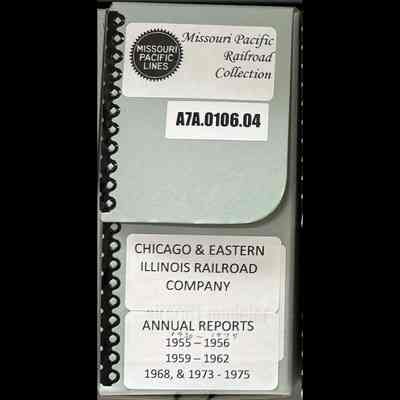 MISSOURI
PACIFIC
LINES
Missouri Pacific
Railroad
Collection
A7A.0106.04
CHICAGO & EASTERN
ILLINOIS RAILROAD
COMPANY
ANNUAL REPORTS
1955 – 1956
1959 – 1962
1968, & 1973 - 1975